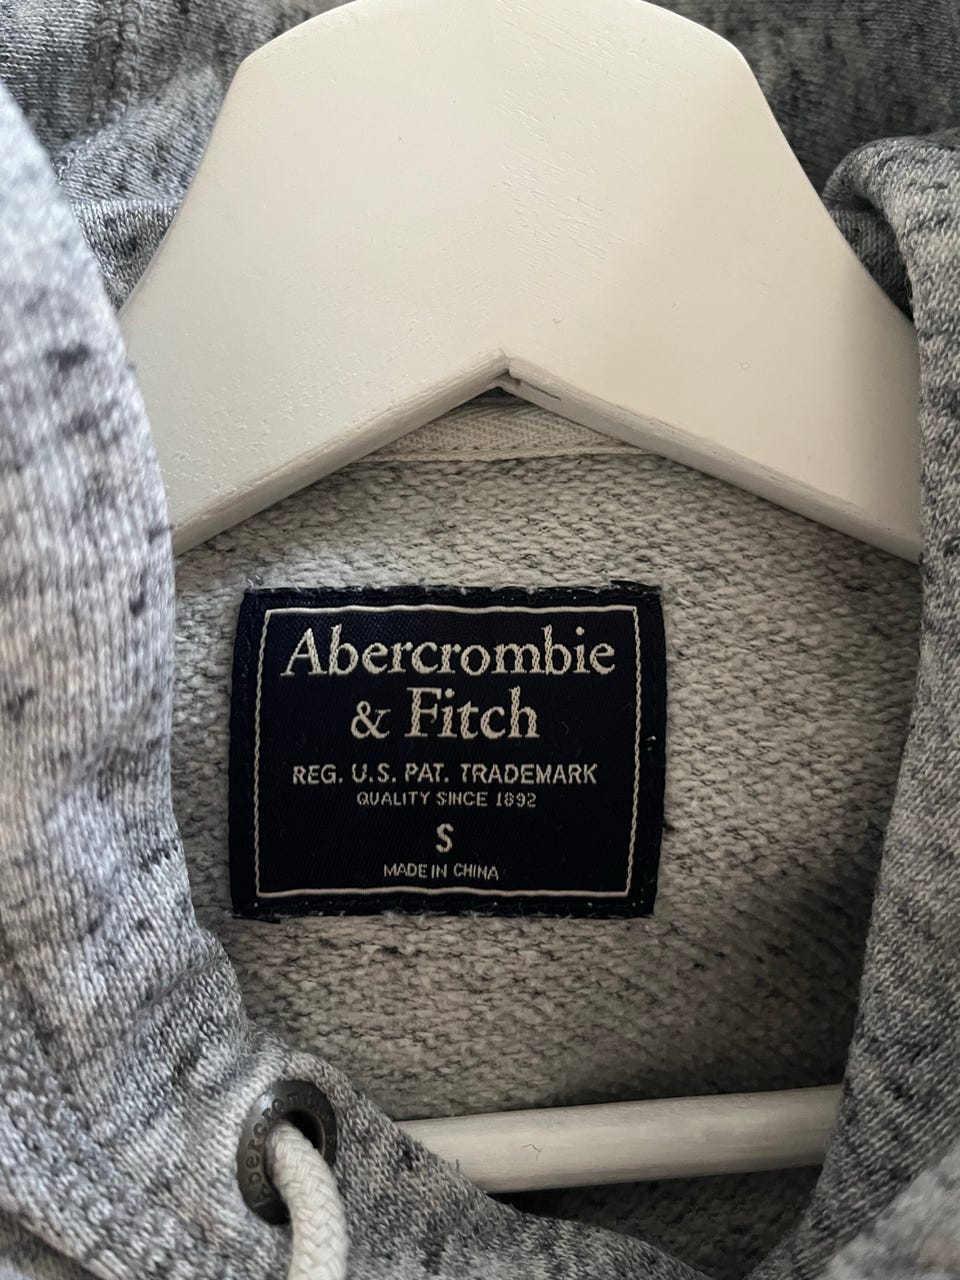 Abercrombie
& Fitch
REG. U.S. PAT. TRADEMARK
QUALITY SINCE 1892
S
MADE IN CHINA